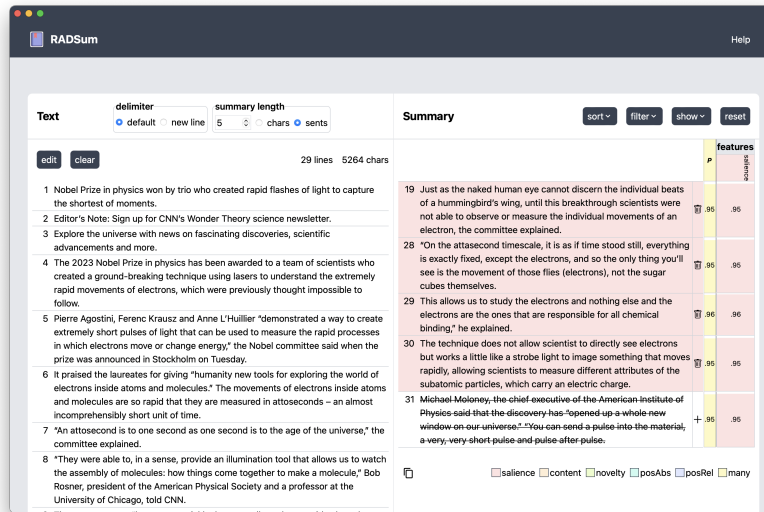 RADSum
Help
Text
delimiter
default
new line
summary length
5
chars
sents
Summary
sort
filter
show
reset
edit
clear
29 lines 5264 chars
1 Nobel Prize in physics won by trio who created rapid flashes of light to capture
the shortest of moments.
2 Editor's Note: Sign up for CNN's Wonder Theory science newsletter.
3 Explore the universe with news on fascinating discoveries, scientific
advancements and more.
4 The 2023 Nobel Prize in physics has been awarded to a team of scientists who
created a ground-breaking technique using lasers to understand the extremely
rapid movements of electrons, which were previously thought impossible to
follow.
5 Pierre Agostini, Ferenc Krausz and Anne L'Huillier “demonstrated a way to create
extremely short pulses of light that can be used to measure the rapid processes
in which electrons move or change energy,” the Nobel committee said when the
prize was announced in Stockholm on Tuesday.
6 It praised the laureates for giving “humanity new tools for exploring the world of
electrons inside atoms and molecules.” The movements of electrons inside atoms
and molecules are so rapid that they are measured in attoseconds – an almost
incomprehensibly short unit of time.
7 “An attosecond is to one second as one second is to the age of the universe,” the
committee explained.
8 “They were able to, in a sense, provide an illumination tool that allows us to watch
the assembly of molecules: how things come together to make a molecule,” Bob
Rosner, president of the American Physical Society and a professor at the
University of Chicago, told CNN.
features
P
salience
19 Just as the naked human eye cannot discern the individual beats
of a hummingbird's wing, until this breakthrough scientists were
not able to observe or measure the individual movements of an
electron, the committee explained.
.95 .95
28 “On the attasecond timescale, it is as if time stood still, everything
is exactly fixed, except the electrons, and so the only thing you'll
see is the movement of those flies (electrons), not the sugar
cubes themselves.
.95 .95
29 This allows us to study the electrons and nothing else and the
electrons are the ones that are responsible for all chemical
binding,” he explained.
.96 .96
30 The technique does not allow scientist to directly see electrons
but works a little like a strobe light to image something that moves
rapidly, allowing scientists to measure different attributes of the
subatomic particles, which carry an electric charge.
.95 .95
31 Michael Moloney, the chief executive of the American Institute of
Physics said that the discovery has “opened up a whole new
window on our universe.” “You can send a pulse into the material,
a very, very short pulse and pulse after pulse.
+ .95 .95
salience content novelty posAbs posRel many